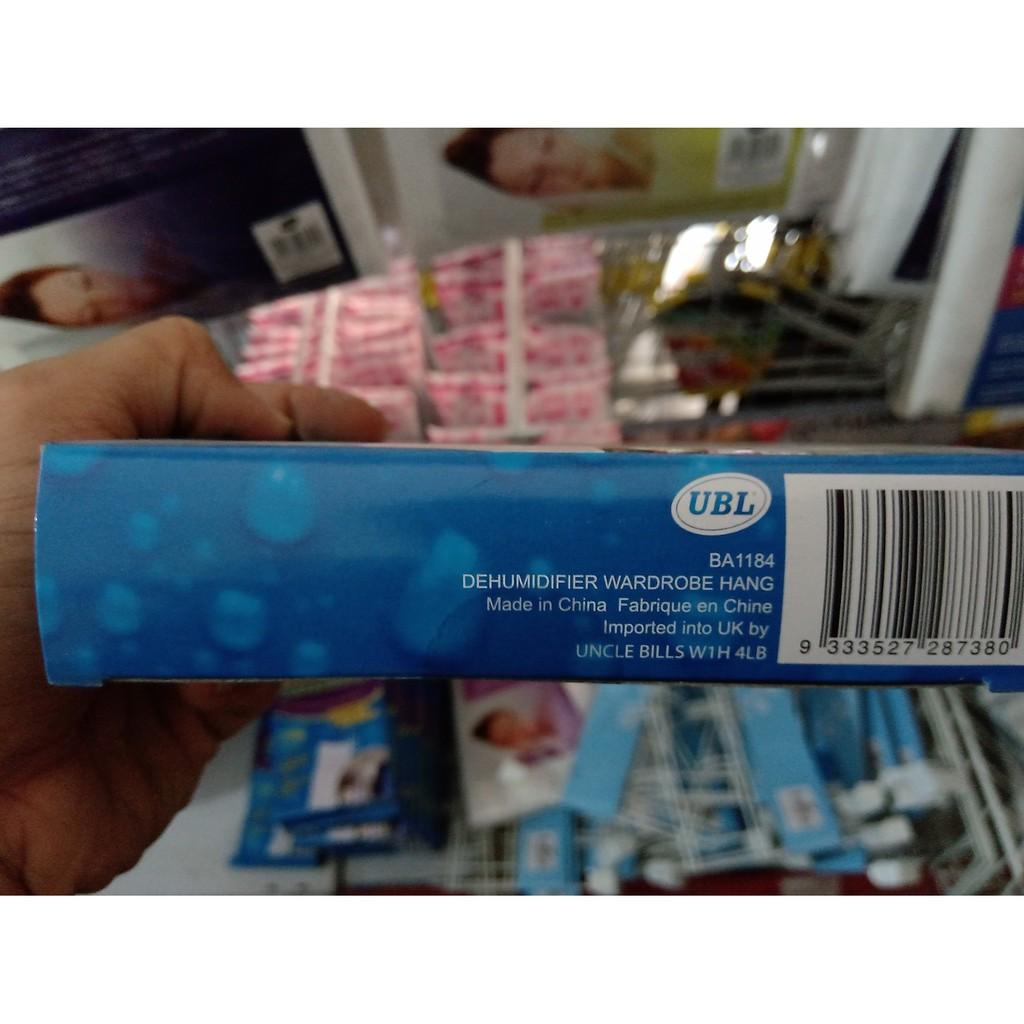 UBL
BA1184
DEHUMIDIFIER WARDROBE HANG
Made in China Fabrique en Chine
Imported into UK by
UNCLE BILLS W1H 4LB
9 333527 287380